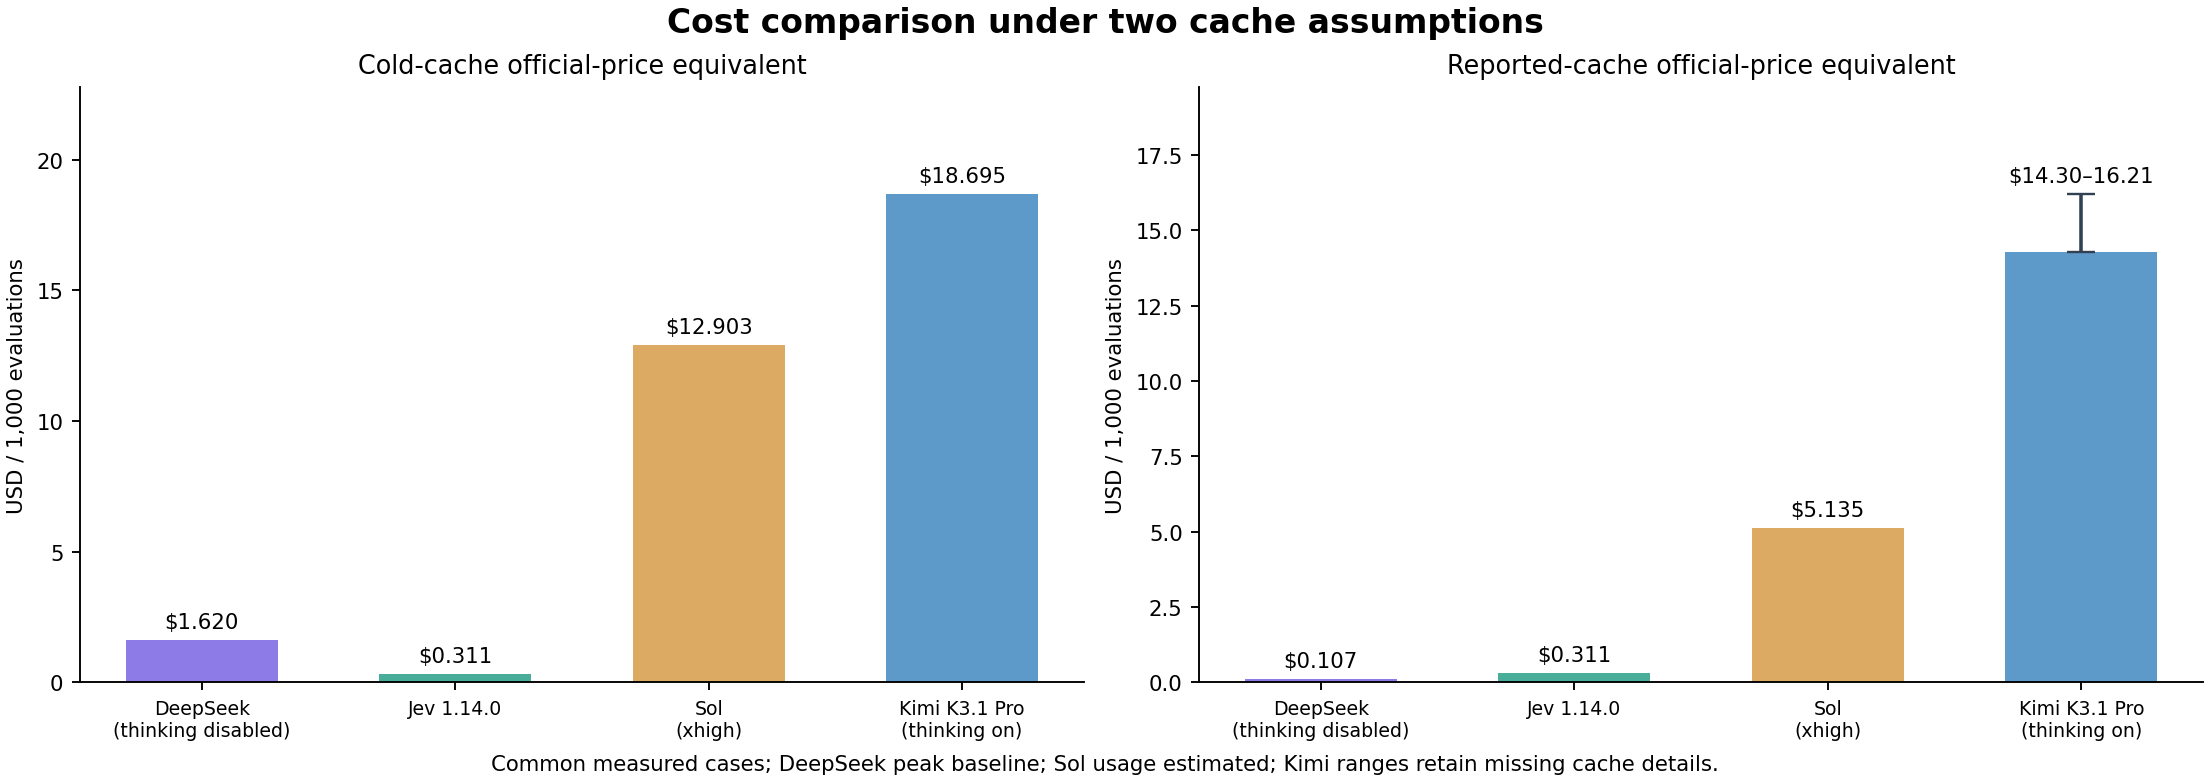 Cost comparison under two cache assumptions
Cold-cache official-price equivalent
USD / 1,000 evaluations
20
15
10
5
0
$1.620
$0.311
$12.903
$18.695
DeepSeek
(thinking disabled)
Jev 1.14.0
Sol
(xhigh)
Kimi K3.1 Pro
(thinking on)
Reported-cache official-price equivalent
USD / 1,000 evaluations
17.5
15.0
12.5
10.0
7.5
5.0
2.5
0.0
$0.107
$0.311
$5.135
$14.30–16.21
DeepSeek
(thinking disabled)
Jev 1.14.0
Sol
(xhigh)
Kimi K3.1 Pro
(thinking on)
Common measured cases; DeepSeek peak baseline; Sol usage estimated; Kimi ranges retain missing cache details.